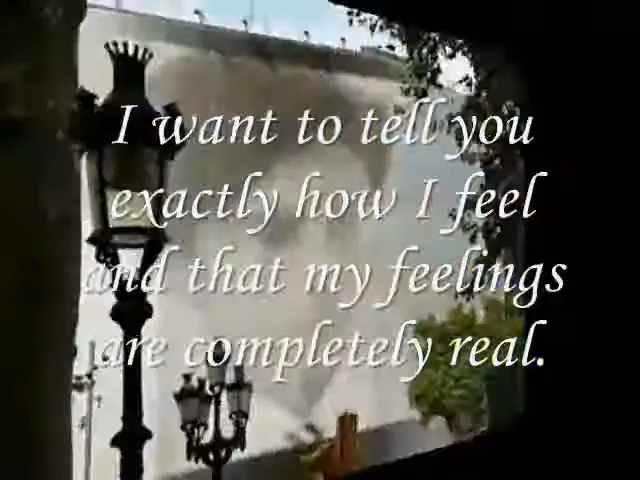 I want to tell you
exactly how I feel
and that my feelings
are completely real.